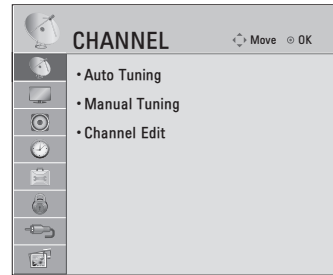 CHANNEL Move OK
• Auto Tuning
• Manual Tuning
• Channel Edit